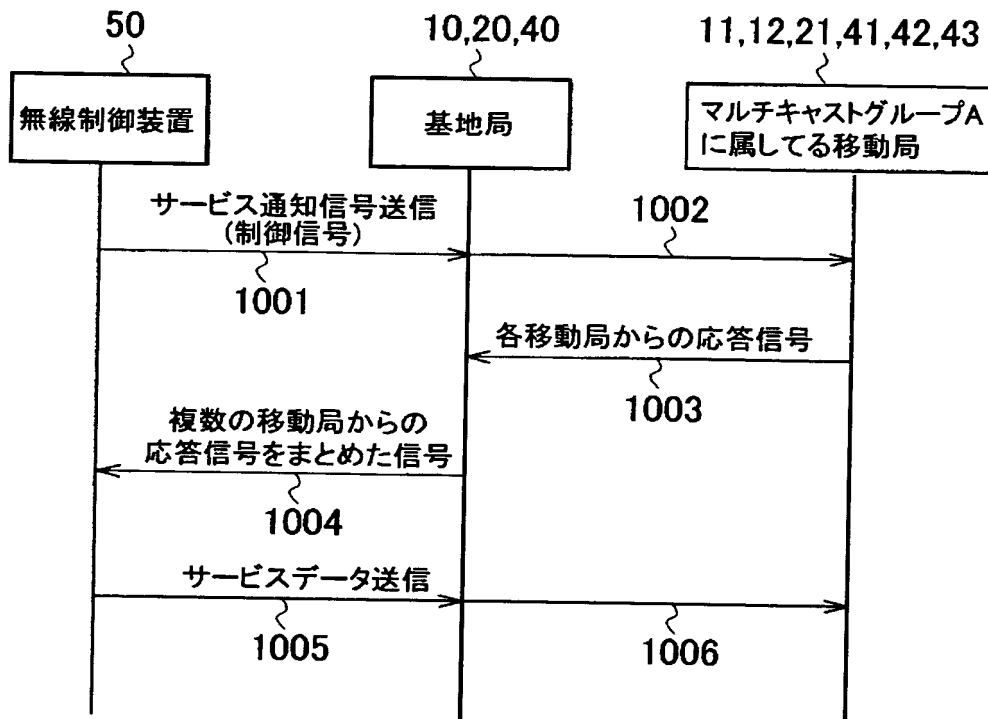 50
10,20,40
11,12,21,41,42,43
無線制御装置
基地局
マルチキャストグループA
に属してる移動局
サービス通知信号送信
(制御信号)
1001
1002
各移動局からの応答信号
1003
複数の移動局からの
応答信号をまとめた信号
1004
サービスデータ送信
1005
1006